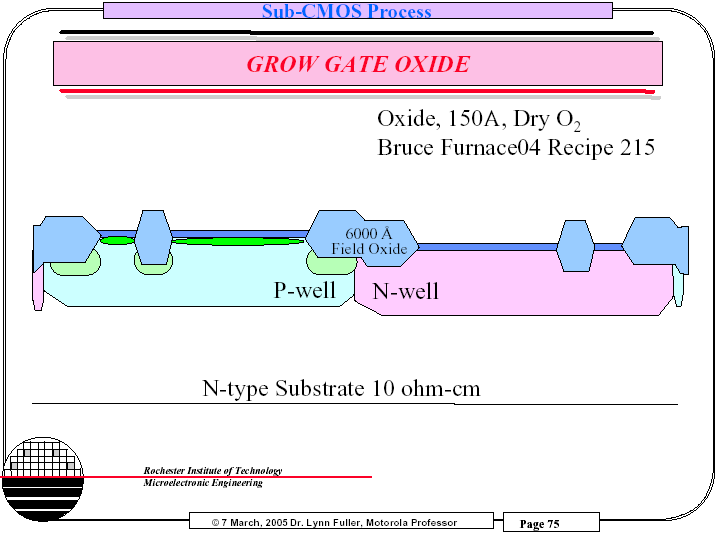 Sub-CMOS Process
GROW GATE OXIDE
Oxide, 150A, Dry O2
Bruce Furnace04 Recipe 215
6000 Å
Field Oxide
P-well
N-well
N-type Substrate 10 ohm-cm
Rochester Institute of Technology
Microelectronic Engineering
© 7 March, 2005 Dr. Lynn Fuller, Motorola Professor
Page 75